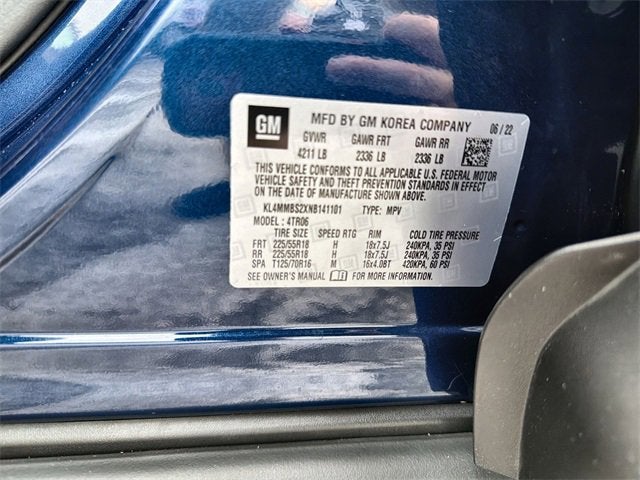 GM
MFD BY GM KOREA COMPANY 06 / 22
GVWR GAWR FRT GAWR RR
4211 LB 2336 LB 2336 LB
THIS VEHICLE CONFORMS TO ALL APPLICABLE U.S. FEDERAL MOTOR
VEHICLE SAFETY AND THEFT PREVENTION STANDARDS IN EFFECT
ON THE DATE OF MANUFACTURE SHOWN ABOVE.
KL4MMBS2XNB141101 TYPE: MPV
MODEL : 4TR06
TIRE SIZE SPEED RTG RIM COLD TIRE PRESSURE
FRT 225/55R18 H 18x7.5J 240KPA, 35 PSI
RR 225/55R18 H 18x7.5J 240KPA, 35 PSI
SPA T125/70R16 M 16x4.0BT 420KPA, 60 PSI
SEE OWNER'S MANUAL FOR MORE INFORMATION.